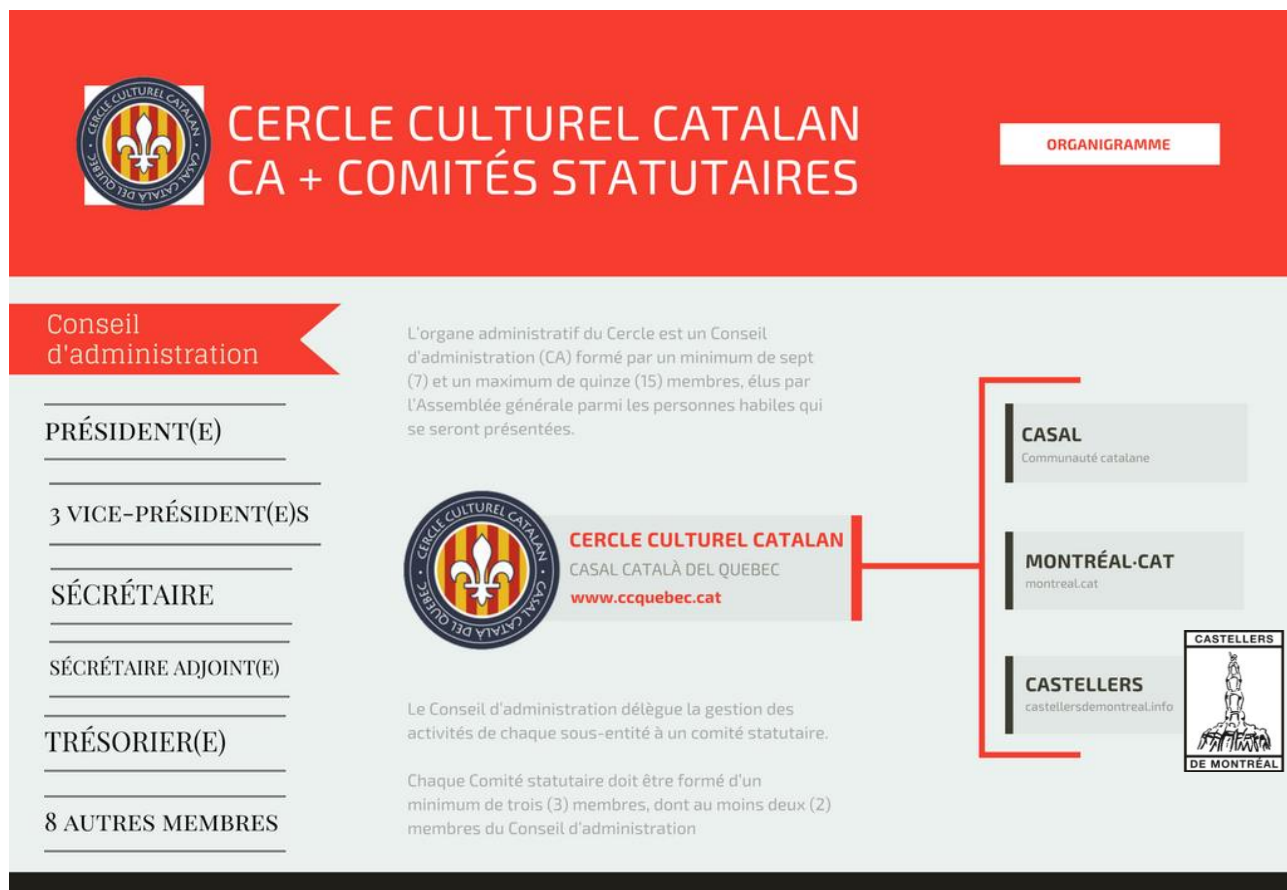 CERCLE CULTUREL CATALAN · CASAL CATALÀ DEL QUEBEC ·
CERCLE CULTUREL CATALAN
CA + COMITÉS STATUTAIRES
ORGANIGRAMME
Conseil
d'administration
PRÉSIDENT(E)
3 VICE-PRÉSIDENT(E)S
SÉCRÉTAIRE
SÉCRÉTAIRE ADJOINT(E)
TRÉSORIER(E)
8 AUTRES MEMBRES
L'organe administratif du Cercle est un Conseil
d'administration (CA) formé par un minimum de sept
(7) et un maximum de quinze (15) membres, élus par
l'Assemblée générale parmi les personnes habiles qui
se seront présentées.
CERCLE CULTUREL CATALAN · CASAL CATALÀ DEL QUEBEC ·
CERCLE CULTUREL CATALAN
CASAL CATALÀ DEL QUEBEC
www.ccquebec.cat
Le Conseil d'administration délègue la gestion des
activités de chaque sous-entité à un comité statutaire.
Chaque Comité statutaire doit être formé d'un
minimum de trois (3) membres, dont au moins deux (2)
membres du Conseil d'administration
CASAL
Communauté catalane
MONTRÉAL·CAT
montreal.cat
CASTELLERS
castellersdemontreal.info
CASTELLERS
DE MONTRÉAL